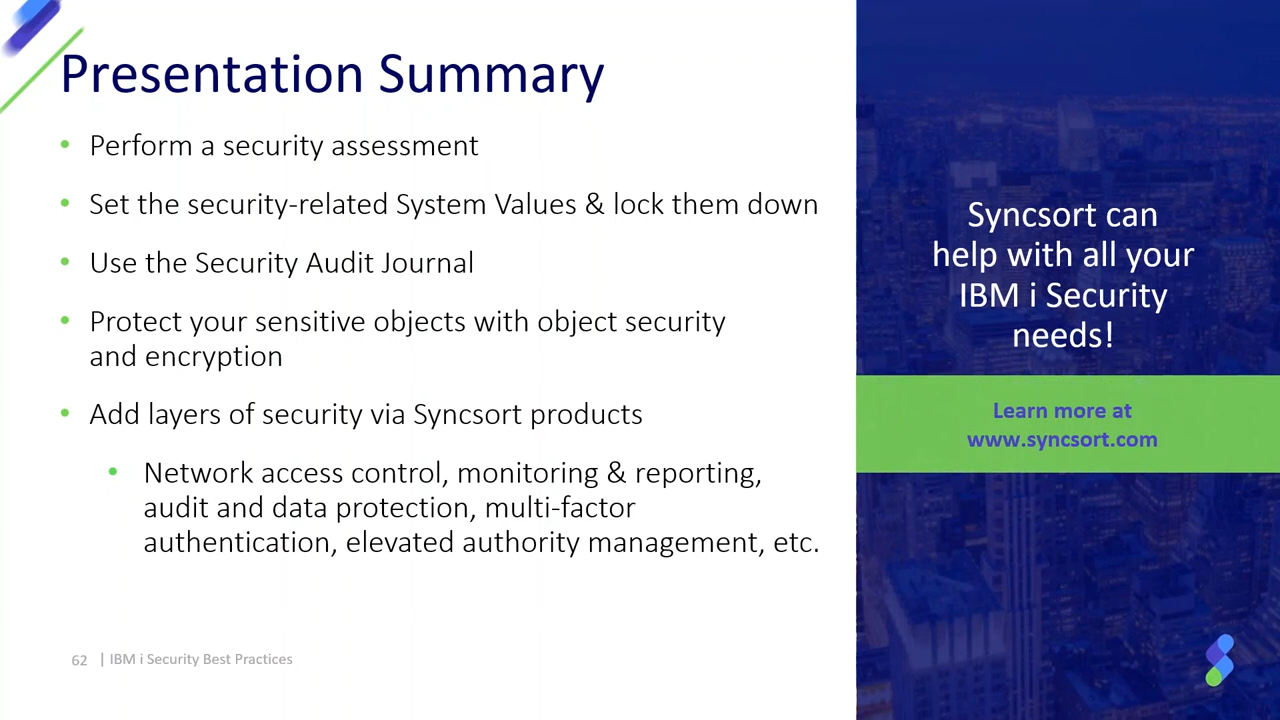 Presentation Summary
• Perform a security assessment
• Set the security-related System Values & lock them down
• Use the Security Audit Journal
• Protect your sensitive objects with object security
and encryption
• Add layers of security via Syncsort products
• Network access control, monitoring & reporting,
audit and data protection, multi-factor
authentication, elevated authority management, etc.
62 | IBM i Security Best Practices
Syncsort can
help with all your
IBM i Security
needs!
Learn more at
www.syncsort.com